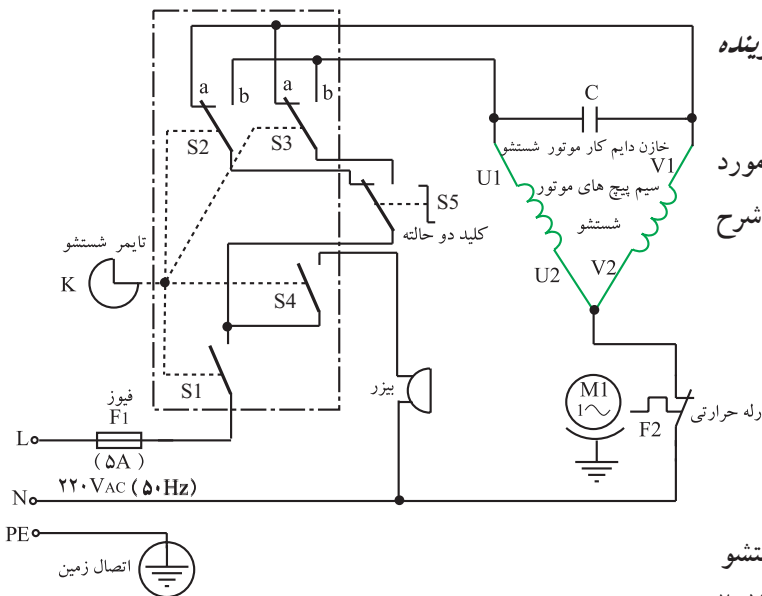 a
b
a
b
S2
S3
C
خازن دایم کار موتور شستشو
U1
V1
سیم پیچ های موتور
شستشو
S5
کلید دو حالته
مورد
شرح
تایمر شستشو
K
S4
U2
V2
S1
بیزر
M1
1
F2
رله حرارتی
فیوز
F1
L
(۵A)
۲۲۰VAC (۵۰Hz)
N
PE
اتصال زمین